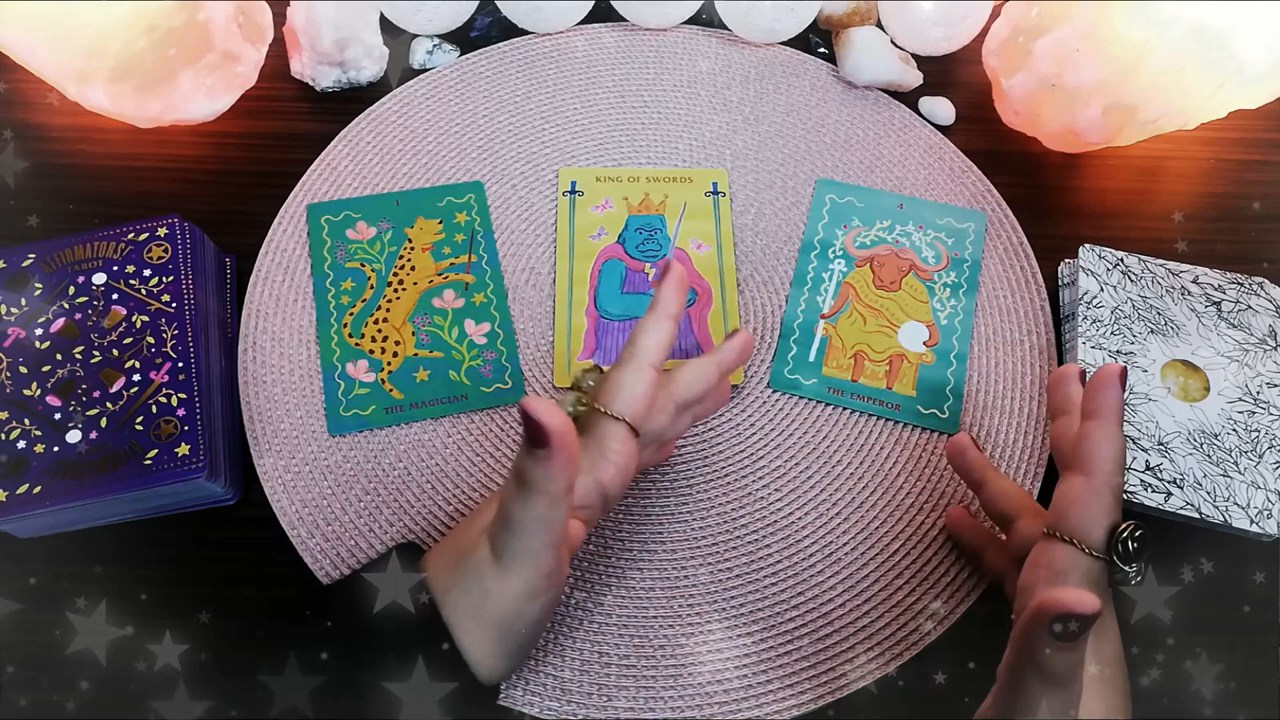 AFFIRMATORS!
TAROT
1
THE MAGICIAN
KING OF SWORDS
4
THE EMPEROR